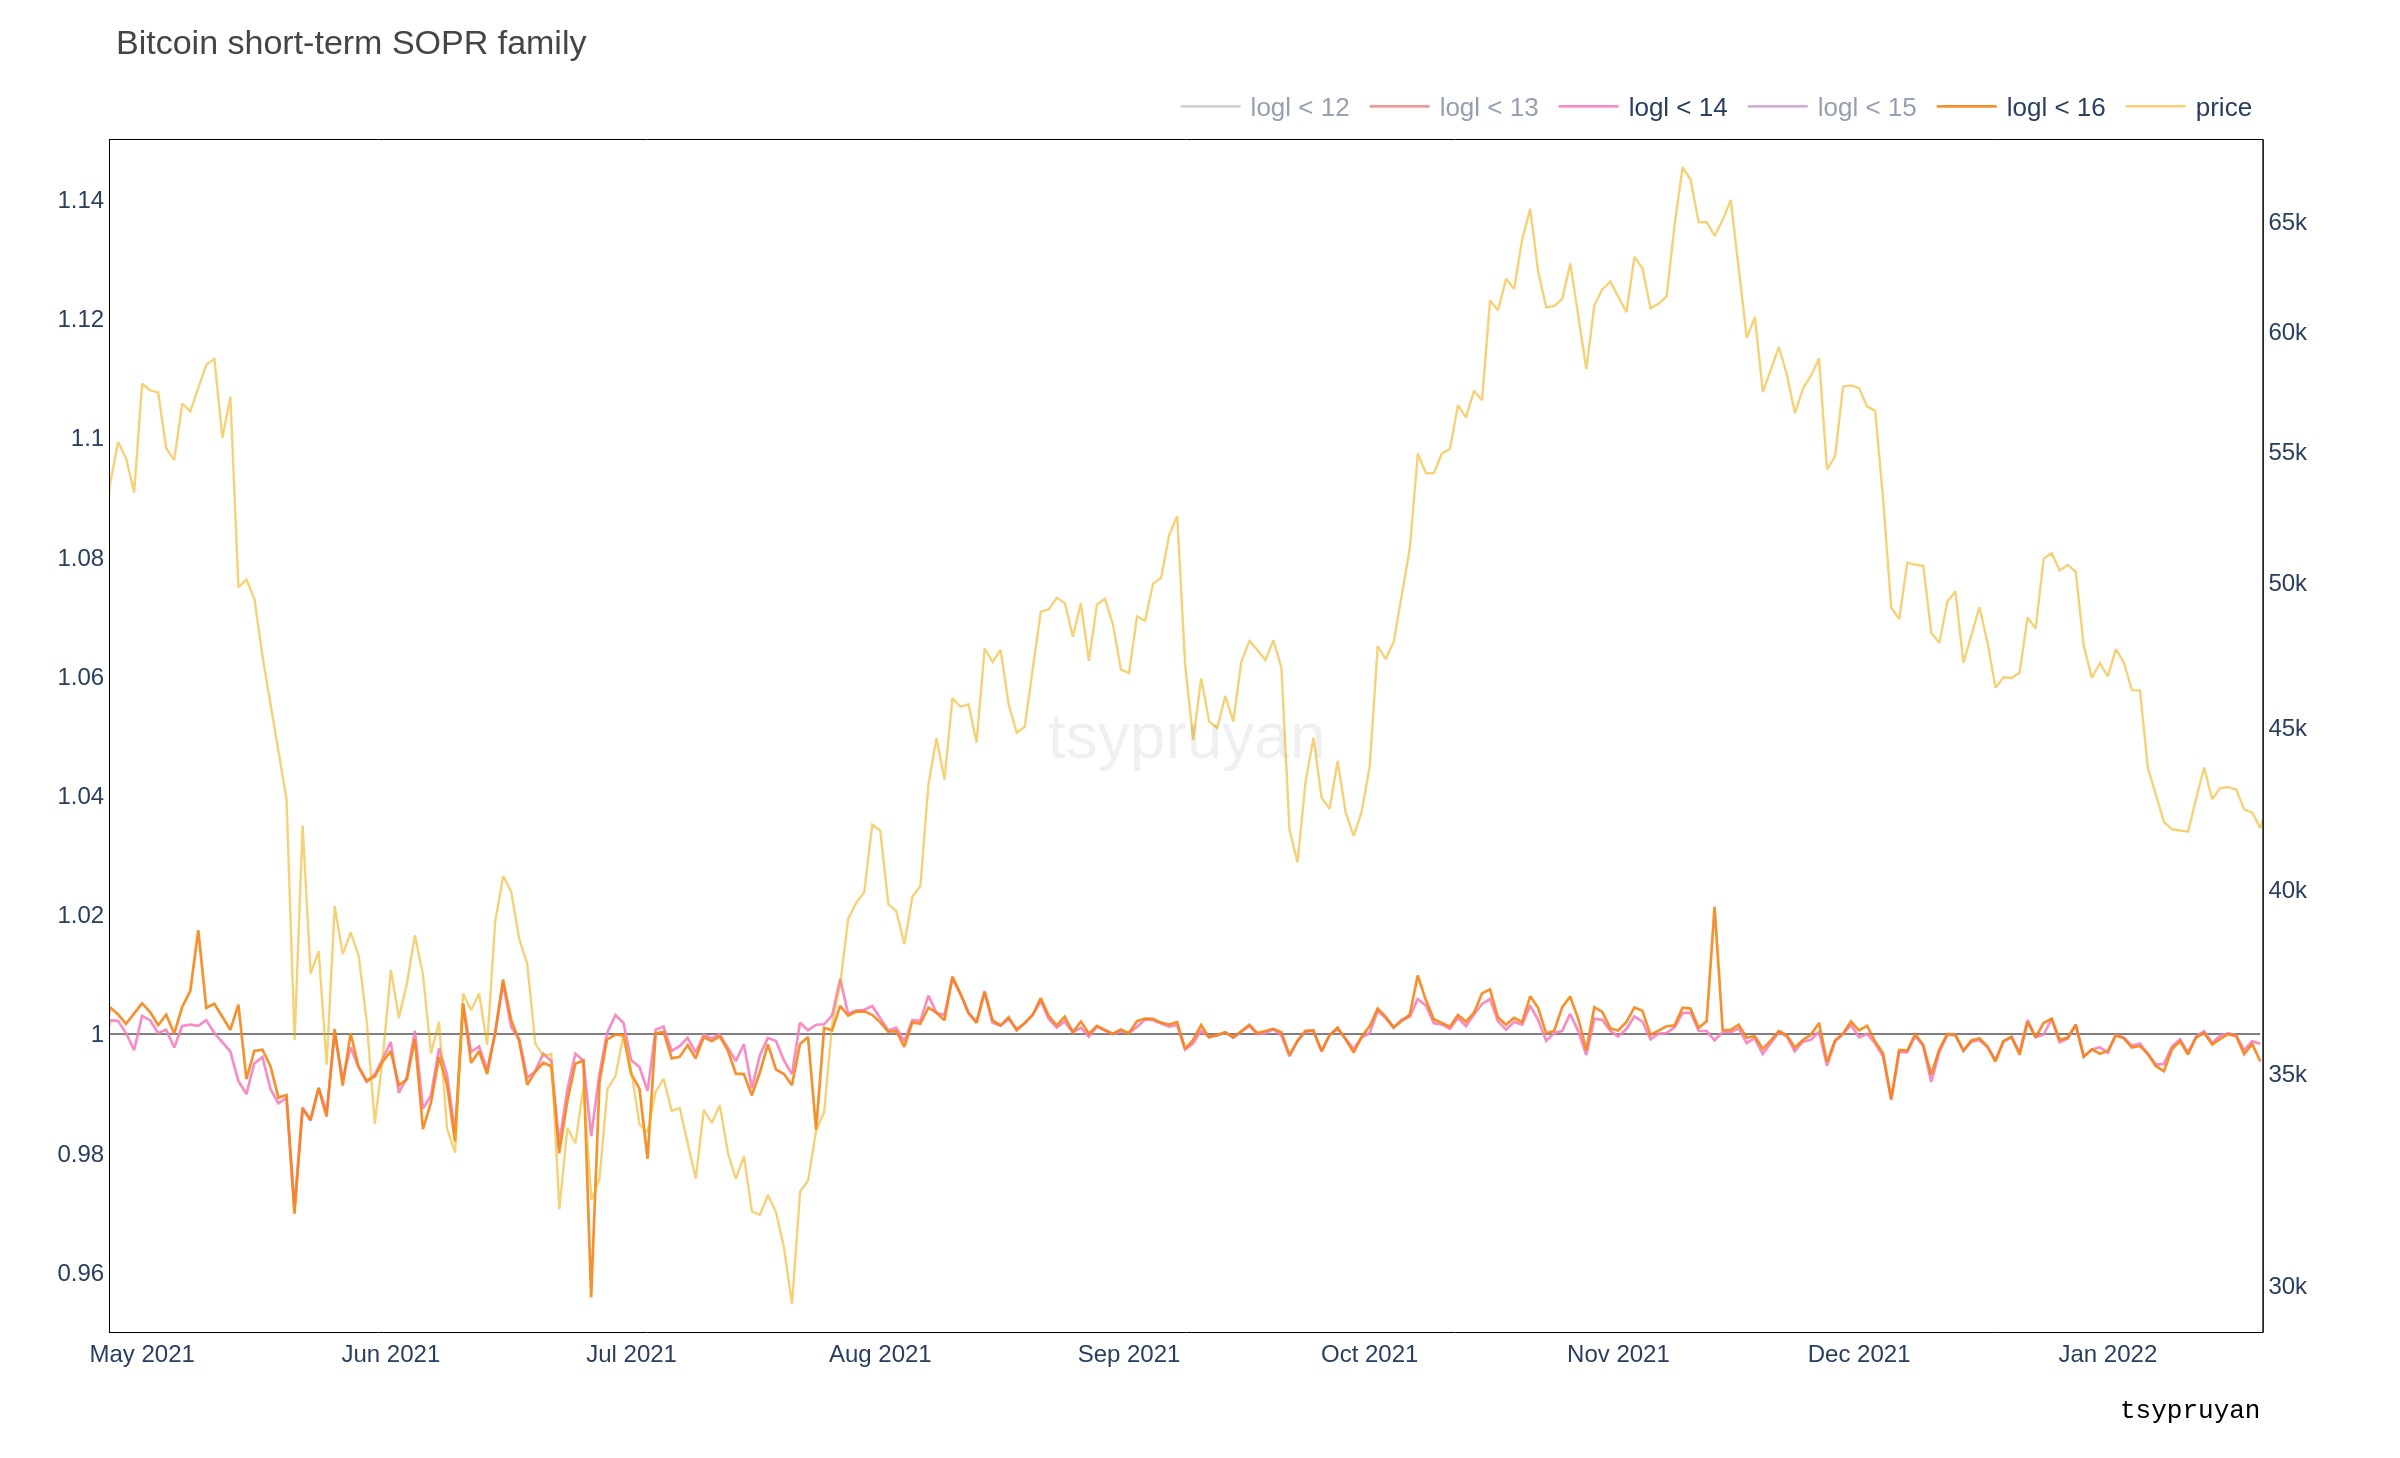 Bitcoin short-term SOPR family
logl < 12 logl < 13 logl < 14 logl < 15 logl < 16 price
1.14
65k
1.12
60k
1.1
55k
1.08
50k
1.06
45k
tsypruyan
1.04
40k
1.02
1
35k
0.98
0.96
30k
May 2021 Jun 2021 Jul 2021 Aug 2021 Sep 2021 Oct 2021 Nov 2021 Dec 2021 Jan 2022
tsypruyan